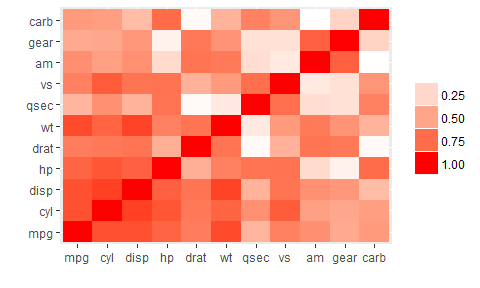 carb
gear
am
vs
qsec
wt
drat
hp
disp
cyl
mpg
mpg cyl disp hp drat wt qsec vs am gear carb
0.25
0.50
0.75
1.00